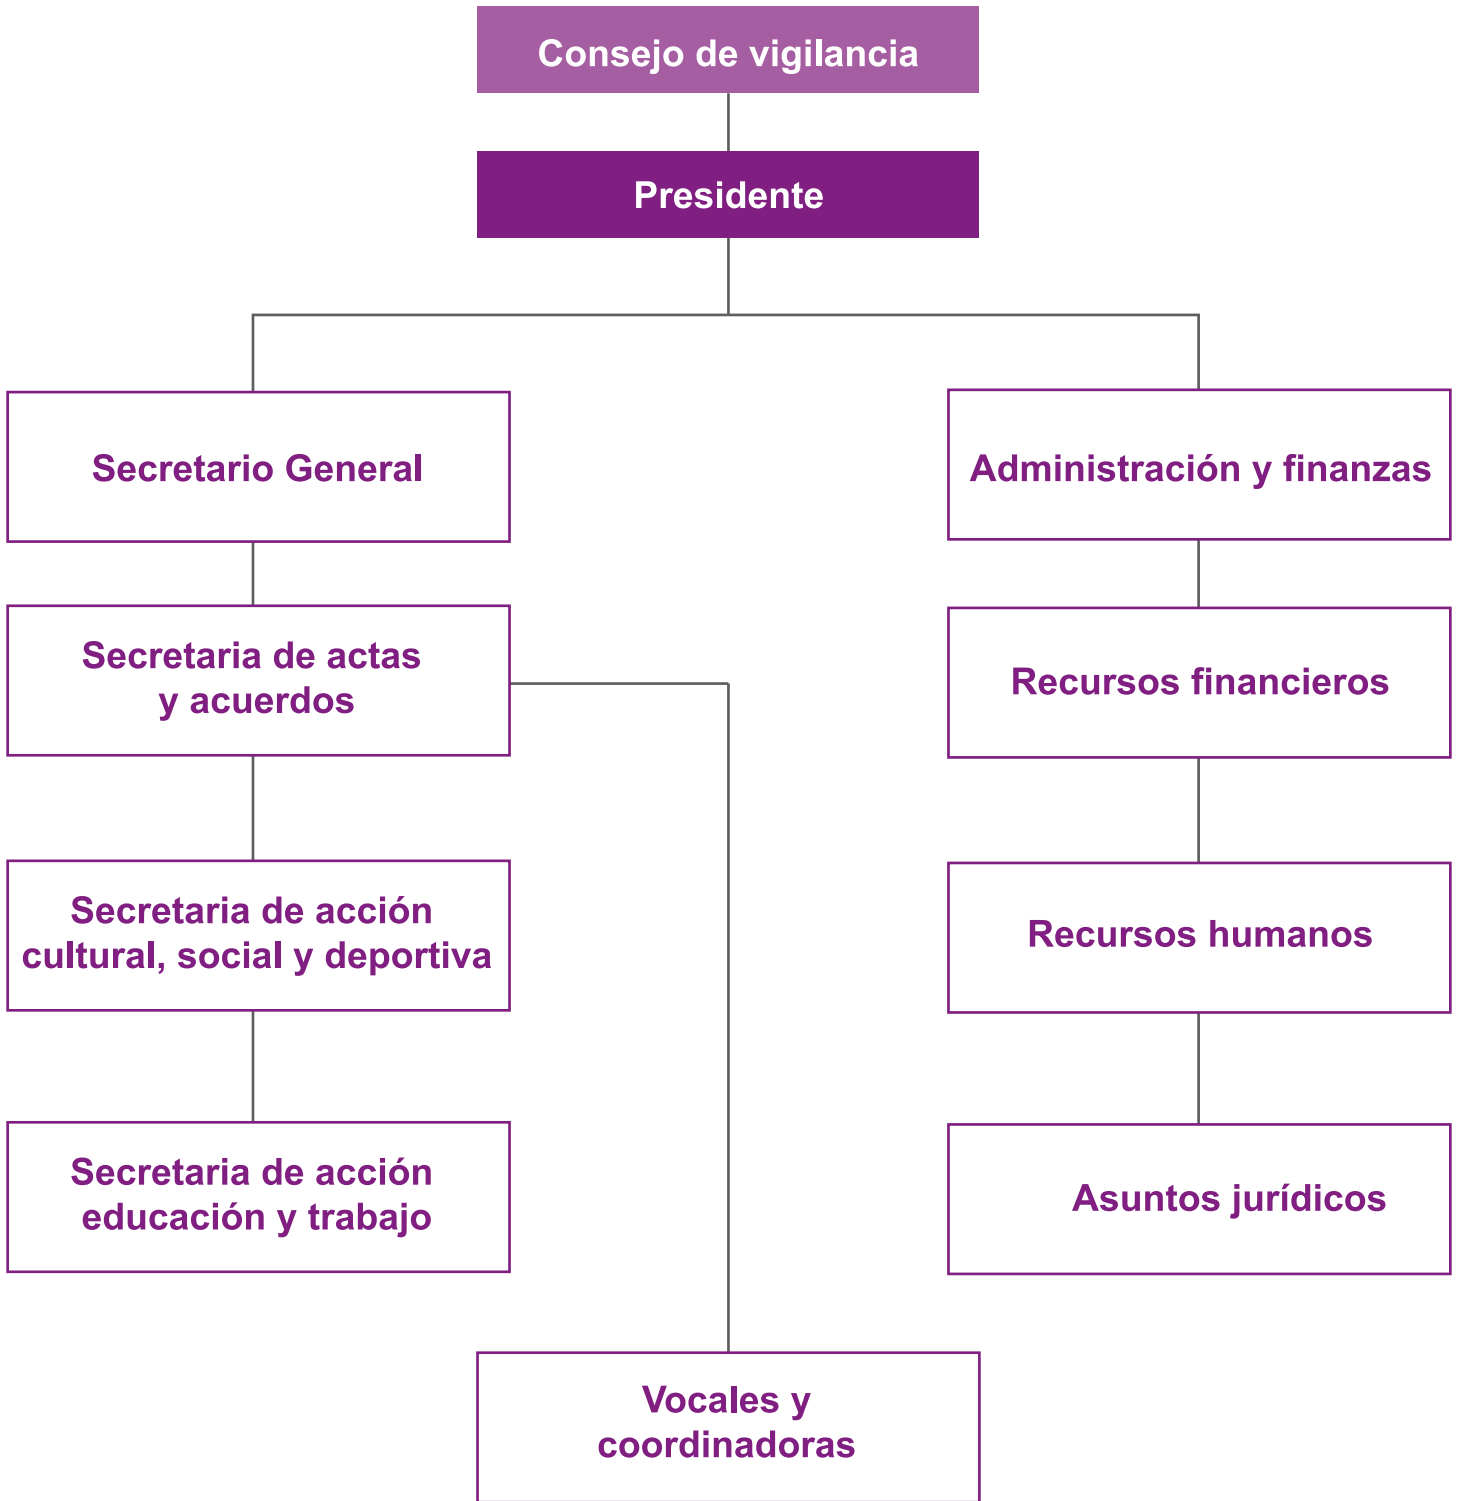 Consejo de vigilancia
Presidente
Secretario General
Administración y finanzas
Secretaria de actas
y acuerdos
Recursos financieros
Secretaria de acción
cultural, social y deportiva
Recursos humanos
Secretaria de acción
educación y trabajo
Asuntos jurídicos
Vocales y
coordinadoras